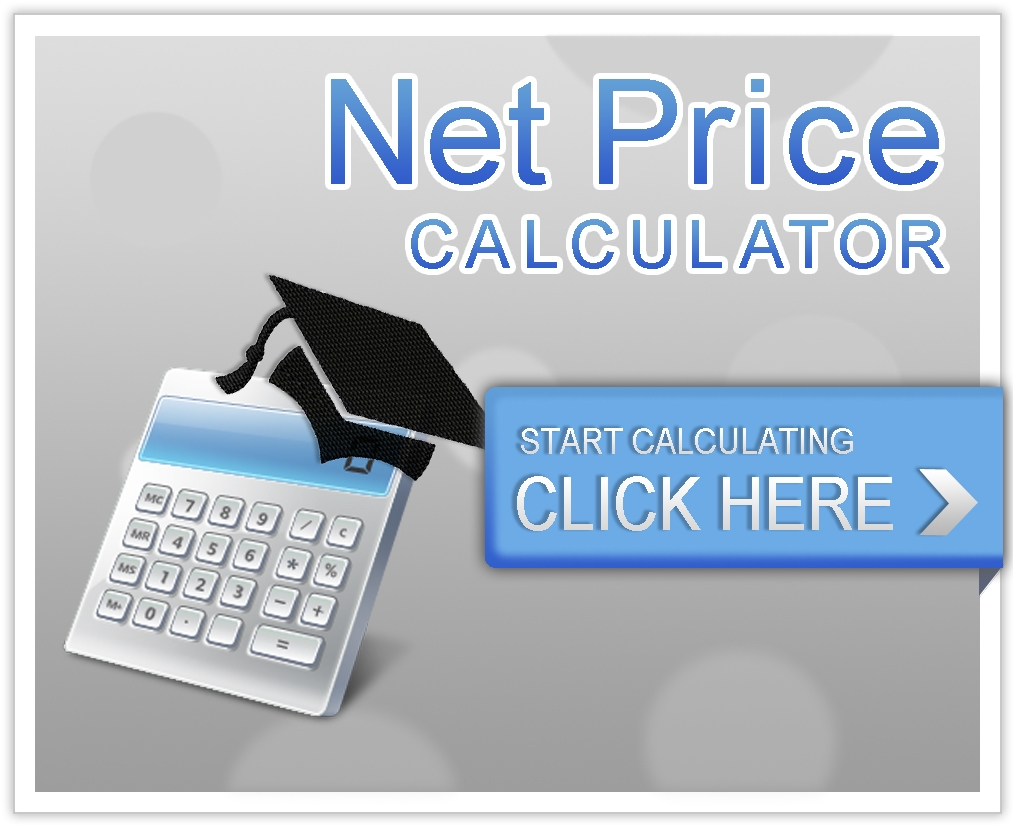 Net Price
CALCULATOR
START CALCULATING
CLICK HERE
0
MC 7 8 9 / C
MR 4 5 6 * %
MS 1 2 3 - +
M+ 0 . =